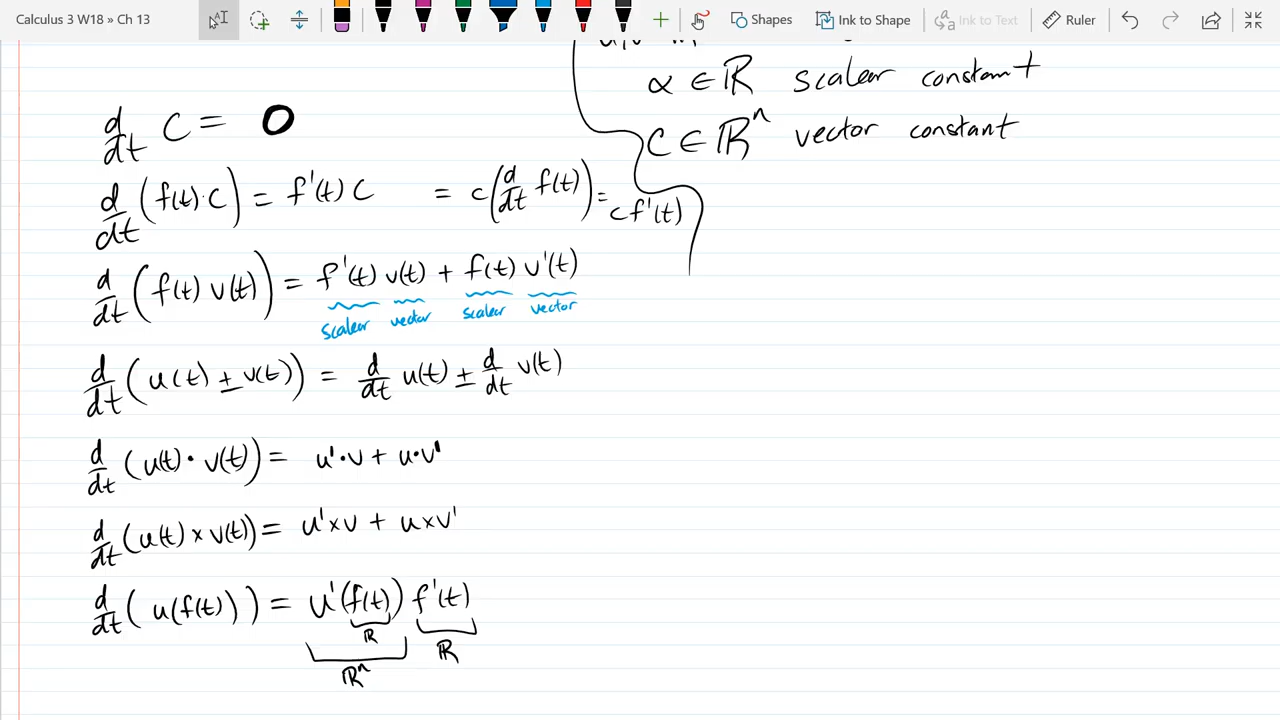 Calculus 3 W18 » Ch 13
Shapes
Ink to Shape
Ink to Text
Ruler
α ∈ ℝ scaler constant
C ∈ ℝⁿ vector constant
d/dt C = 0
d/dt (f(t)·C) = f'(t) C = C(d/dt f(t)) = C f'(t)
d/dt (f(t) v(t)) = f'(t) v(t) + f(t) v'(t)
scaler vector scaler vector
d/dt (u(t) ± v(t)) = d/dt u(t) ± d/dt v(t)
d/dt (u(t) · v(t)) = u'·v + u·v'
d/dt (u(t) × v(t)) = u'×v + u×v'
d/dt (u(f(t))) = u'(f(t)) f'(t)
ℝ ℝ
ℝⁿ